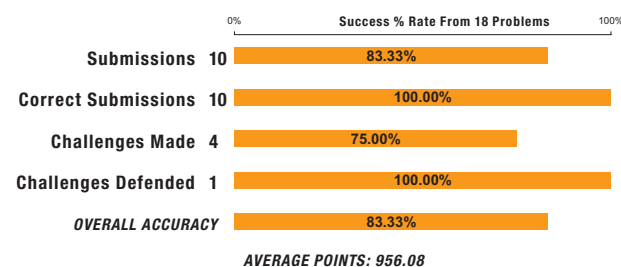 0% Success % Rate From 18 Problems 100%
Submissions 10 83.33%
Correct Submissions 10 100.00%
Challenges Made 4 75.00%
Challenges Defended 1 100.00%
OVERALL ACCURACY 83.33%
AVERAGE POINTS: 956.08